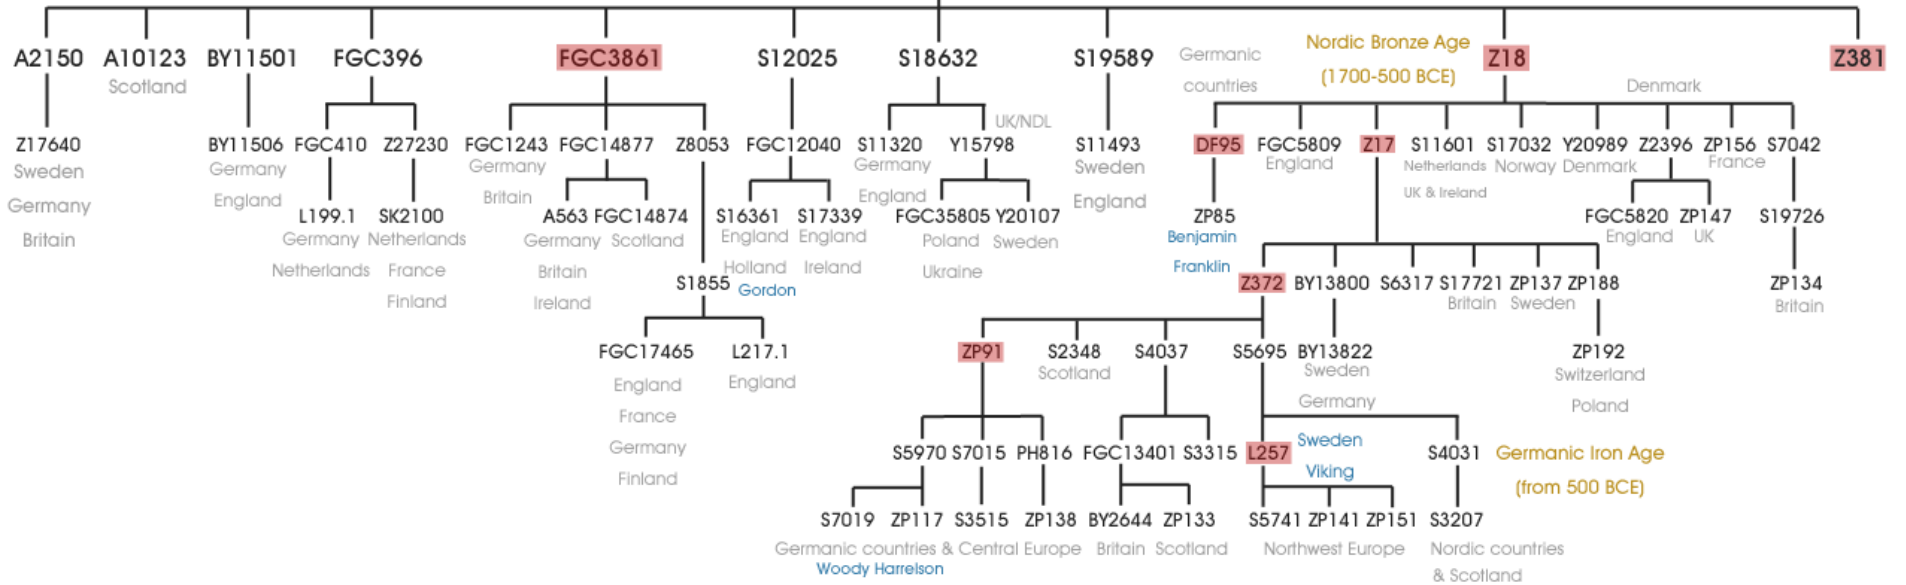 A2150 A10123 BY11501 FGC396 FGC3861 S12025 S18632 S19589 Germanic countries Nordic Bronze Age (1700-500 BCE) Z18 Denmark Z381
Scotland
Z17640 BY11506 FGC410 Z27230 FGC1243 FGC14877 Z8053 FGC12040 S11320 UK/NDL Y15798 S11493 DF95 FGC5809 Z17 S11601 S17032 Y20989 Z2396 ZP156 S7042
Sweden Germany Germany Germany Sweden England Netherlands Norway Denmark France
Germany England Britain England England UK & Ireland
Britain
L199.1 SK2100 A563 FGC14874 S16361 S17339 FGC35805 Y20107 ZP85 FGC5820 ZP147 S19726
Germany Netherlands Germany Scotland England England Poland Sweden Benjamin England UK
Netherlands France Britain Holland Ireland Ukraine Franklin
Finland Ireland
S1855 Gordon Z372 BY13800 S6317 S17721 ZP137 ZP188 ZP134
Britain Sweden Britain
FGC17465 L217.1 ZP91 S2348 S4037 S5695 BY13822 ZP192
England England Scotland Sweden Switzerland
France Germany Poland
Germany
Finland
S5970 S7015 PH816 FGC13401 S3315 L257 Sweden Viking S4031 Germanic Iron Age
(from 500 BCE)
S7019 ZP117 S3515 ZP138 BY2644 ZP133 S5741 ZP141 ZP151 S3207
Germanic countries & Central Europe Britain Scotland Northwest Europe Nordic countries
Woody Harrelson & Scotland